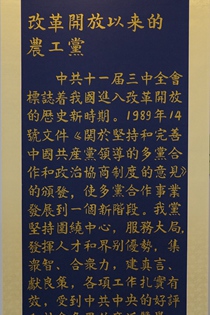 改革開放以來的
農工黨
中共十一届三中全會
標誌着我國進入改革開放
的歷史新時期。1989年14
號文件《關於堅持和完善
中國共產黨領導的多黨合
作和政治協商制度的意見》
的頒發，使多黨合作事業
發展到一個新階段。我黨
堅持圍繞中心，服務大局，
發揮人才和界别優勢，集
衆智、合衆力，建真言、
獻良策，各項工作扎實有
效，受到中共中央的好評